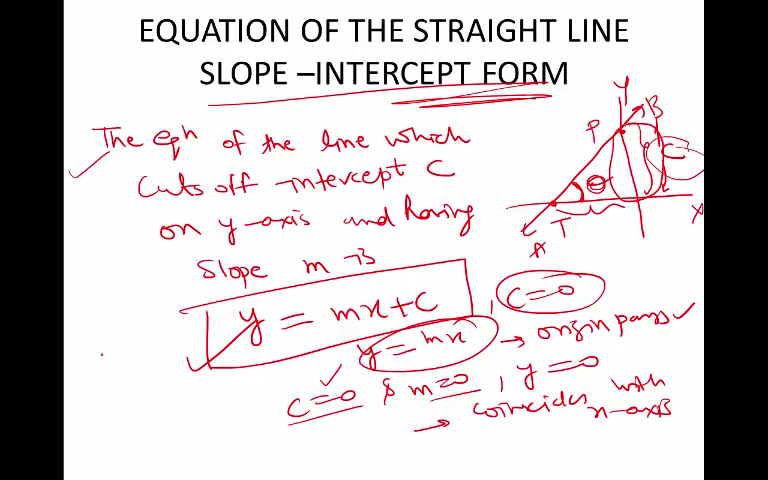 EQUATION OF THE STRAIGHT LINE
SLOPE –INTERCEPT FORM
The eqn of the line which
cuts off intercept C
on y-axis and having
slope m is
y = mx+c , c=0
y = mx → origin pass ✓
c=0 & m=0 , y=0
→ coincides with
x-axis
Y
B
P
C
θ
X
T
A